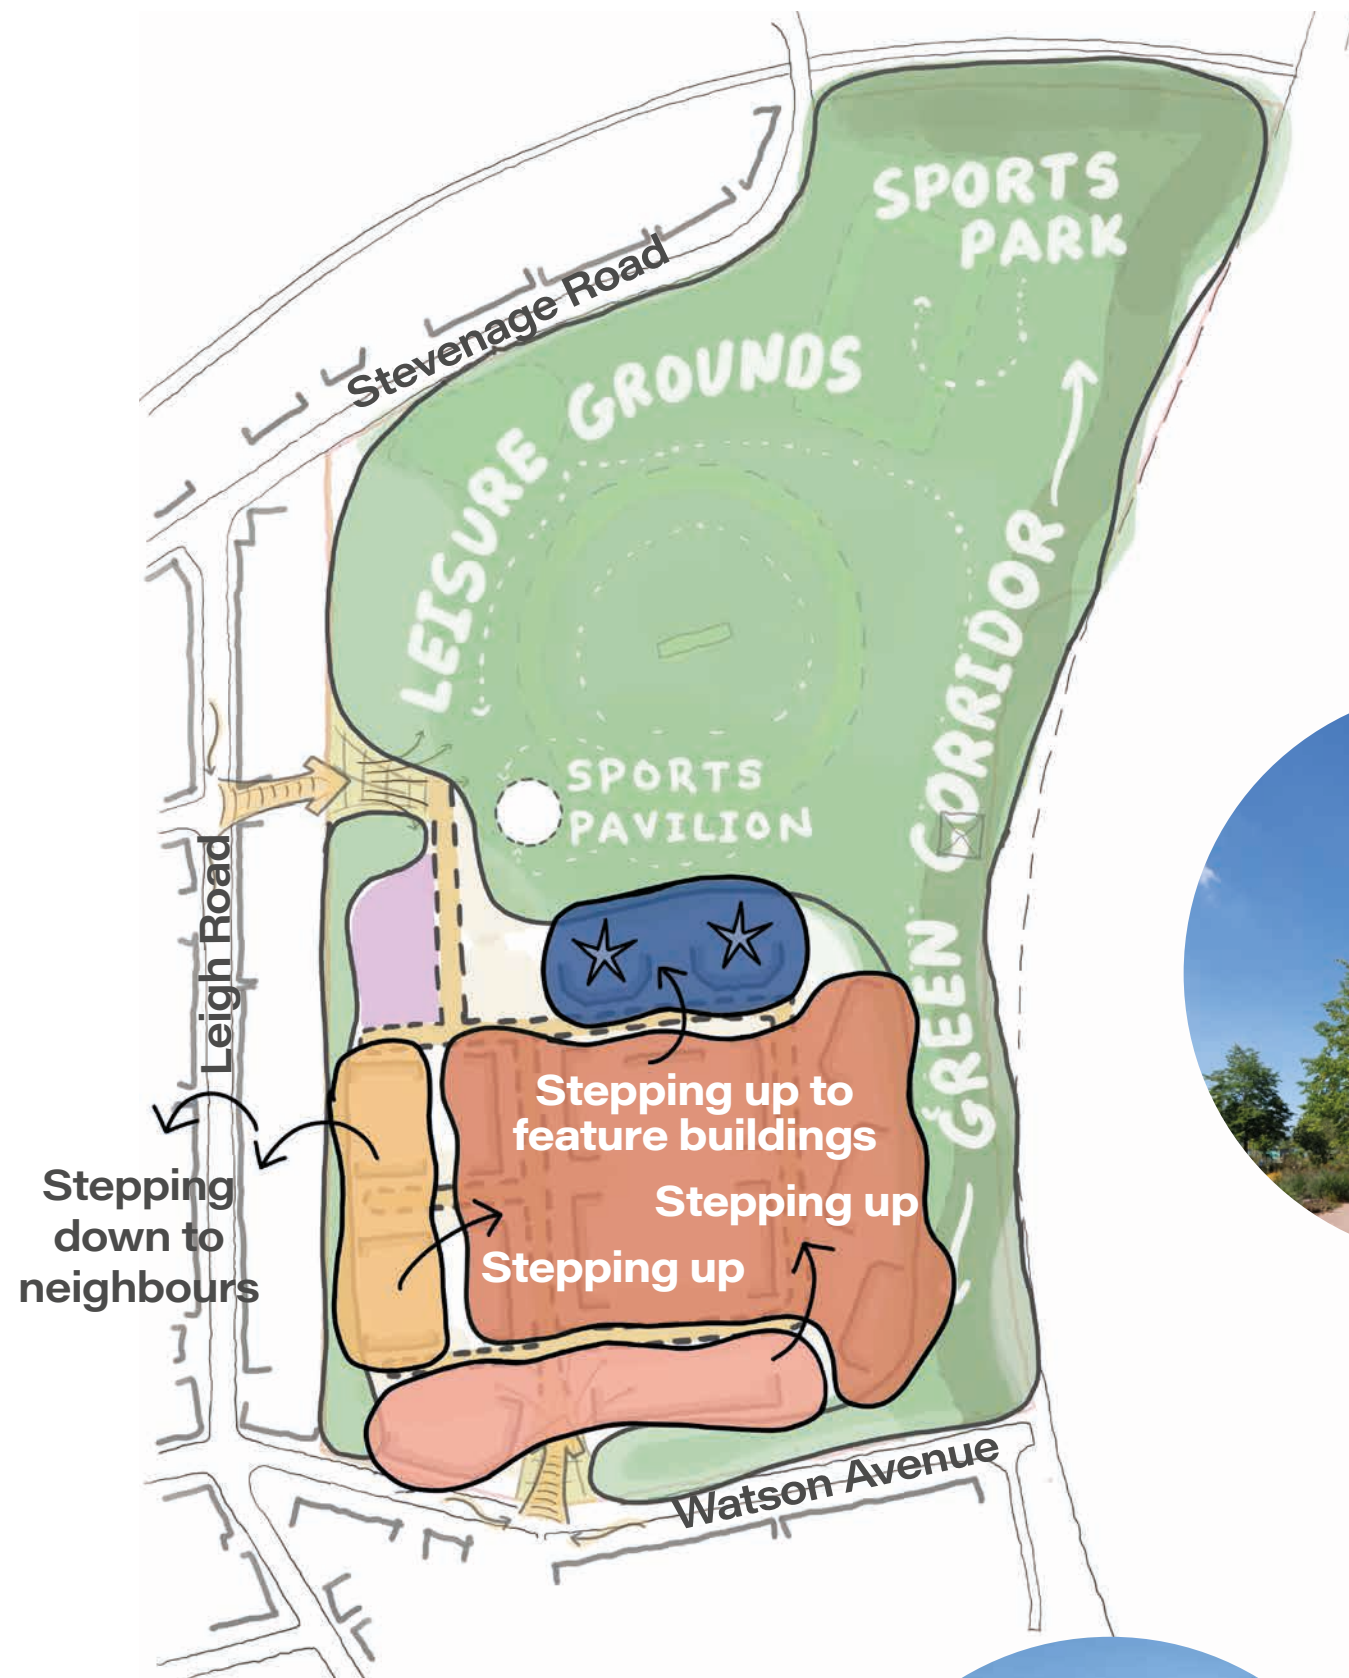 SPORTS
PARK
Stevenage Road
LEISURE GROUNDS
GREEN CORRIDOR
SPORTS
PAVILION
Leigh Road
Stepping up to
feature buildings
Stepping up
Stepping up
Stepping
down to
neighbours
Watson Avenue